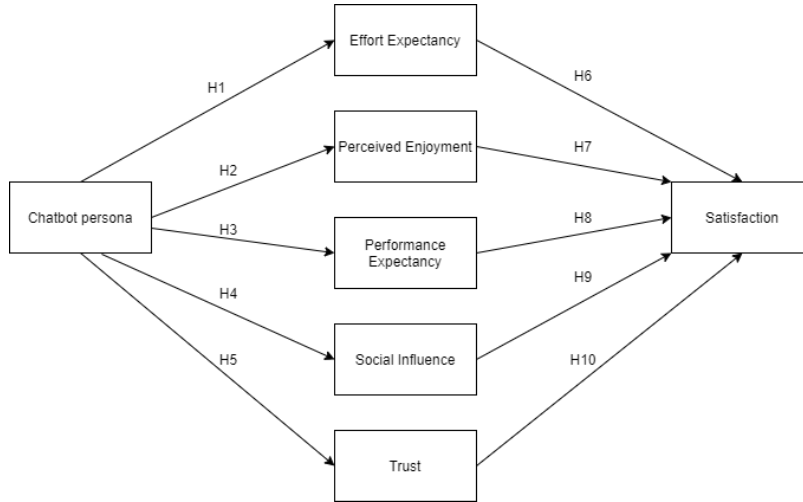 Effort Expectancy
H1
H6
Perceived Enjoyment
H2
H7
Chatbot persona
H3
Performance
Expectancy
H8
Satisfaction
H4
H9
Social Influence
H5
H10
Trust